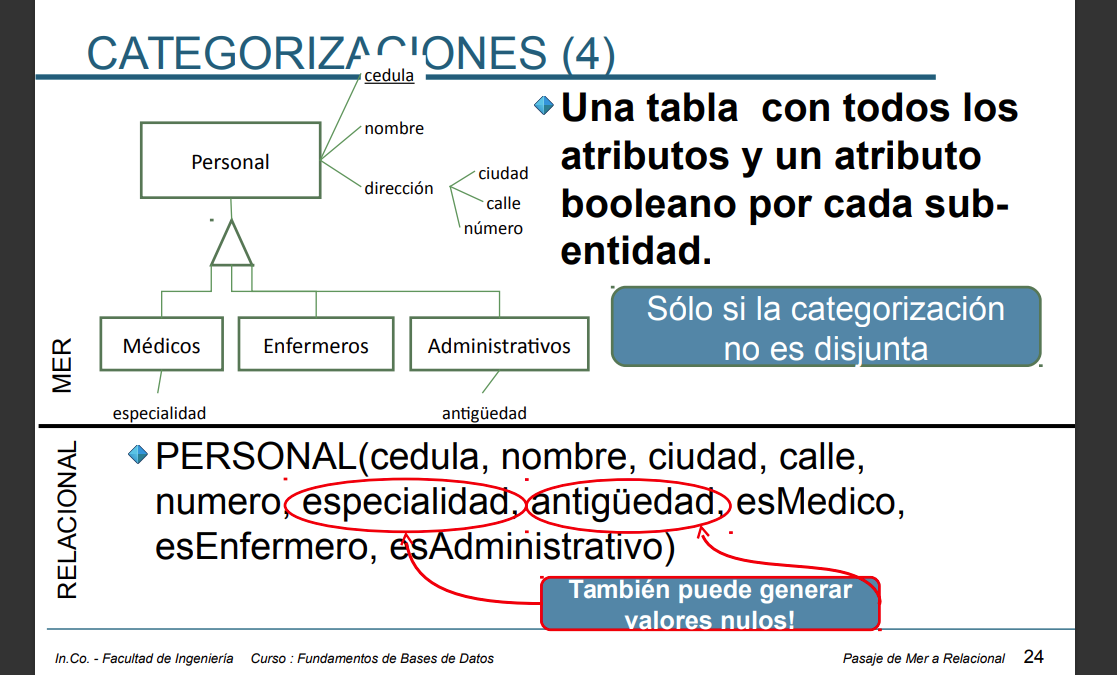 CATEGORIZACIONES (4)
cedula
nombre
dirección
ciudad
calle
número
Personal
Médicos
Enfermeros
Administrativos
especialidad
antigüedad
MER
Una tabla con todos los
atributos y un atributo
booleano por cada sub-
entidad.
Sólo si la categorización
no es disjunta
RELACIONAL
PERSONAL(cedula, nombre, ciudad, calle,
numero, especialidad, antigüedad, esMedico,
esEnfermero, esAdministrativo)
También puede generar
valores nulos!
In.Co. - Facultad de Ingeniería Curso : Fundamentos de Bases de Datos
Pasaje de Mer a Relacional 24